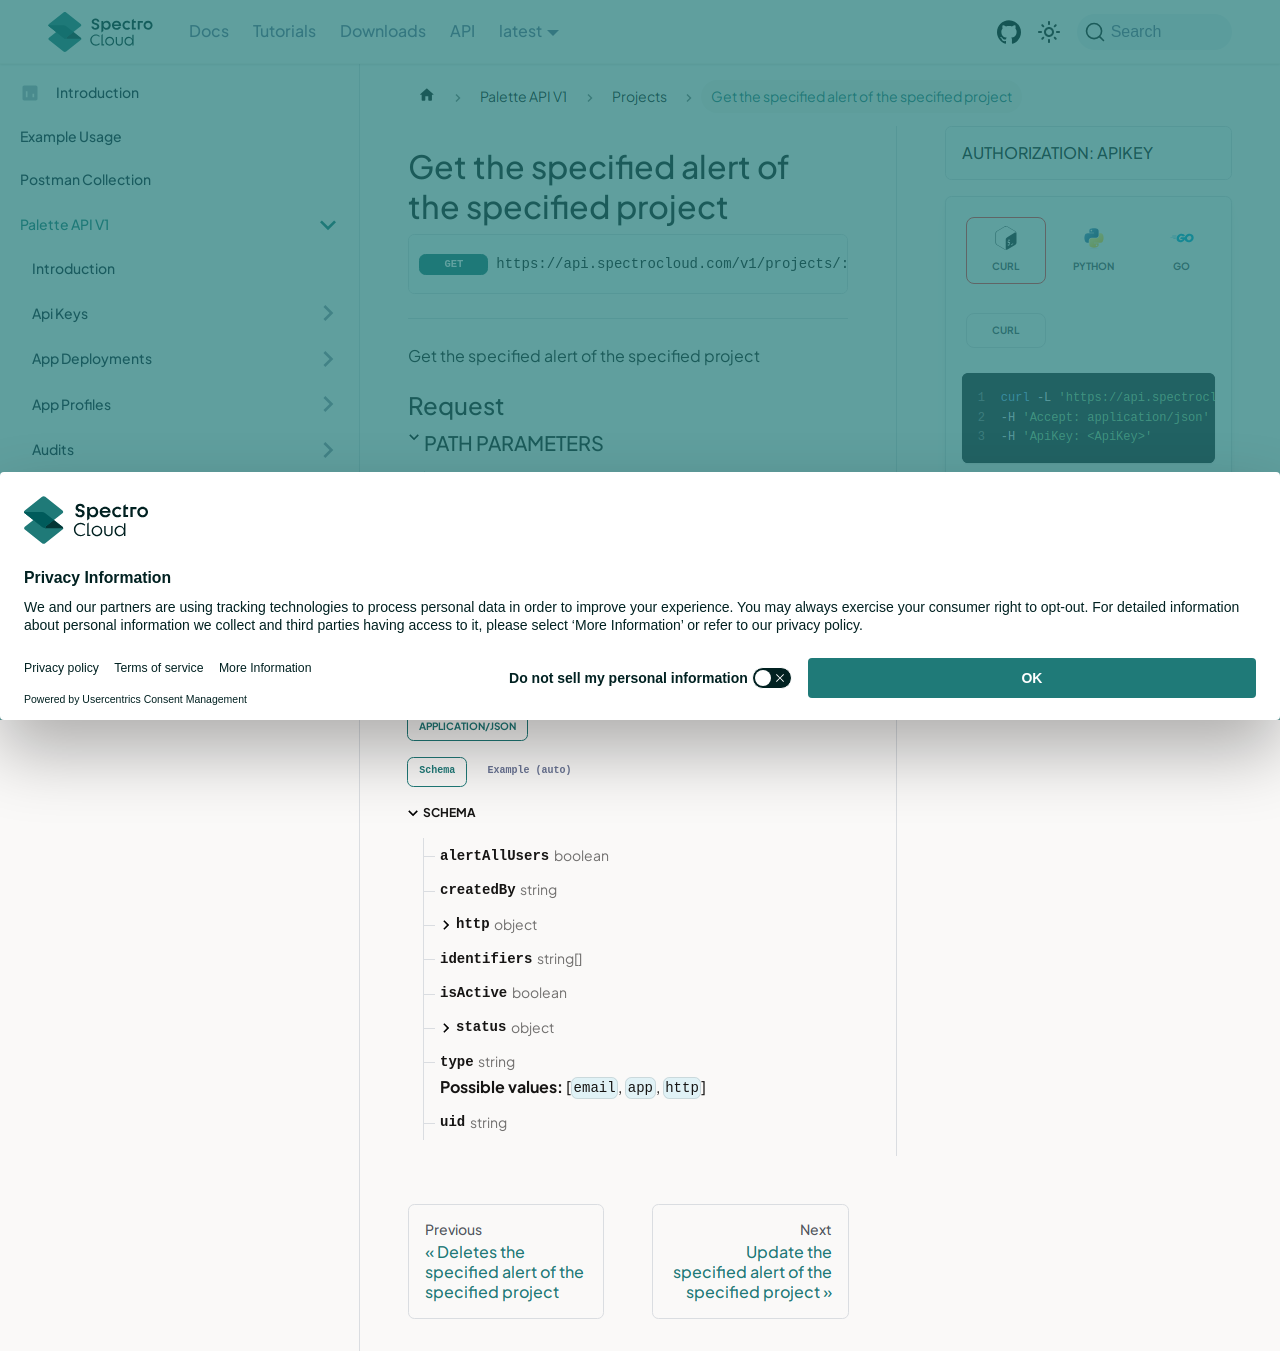 Spectro Cloud
Docs
Tutorials
Downloads
API
latest
Search
Introduction
Example Usage
Postman Collection
Palette API V1
Introduction
Api Keys
App Deployments
App Profiles
Audits
Palette API V1
Projects
Get the specified alert of the specified project
Get the specified alert of
the specified project
GET https://api.spectrocloud.com/v1/projects/:
Get the specified alert of the specified project
Request
PATH PARAMETERS
AUTHORIZATION: APIKEY
CURL
PYTHON
GO
CURL
1 curl -L 'https://api.spectrocl
2 -H 'Accept: application/json'
3 -H 'ApiKey: <ApiKey>'
Spectro
Cloud
Privacy Information
We and our partners are using tracking technologies to process personal data in order to improve your experience. You may always exercise your consumer right to opt-out. For detailed information
about personal information we collect and third parties having access to it, please select ‘More Information’ or refer to our privacy policy.
Privacy policy
Terms of service
More Information
Do not sell my personal information
OK
Powered by Usercentrics Consent Management
APPLICATION/JSON
Schema
Example (auto)
SCHEMA
alertAllUsers boolean
createdBy string
http object
identifiers string[]
isActive boolean
status object
type string
Possible values: [email, app, http]
uid string
Previous
« Deletes the
specified alert of the
specified project
Next
Update the
specified alert of the
specified project »